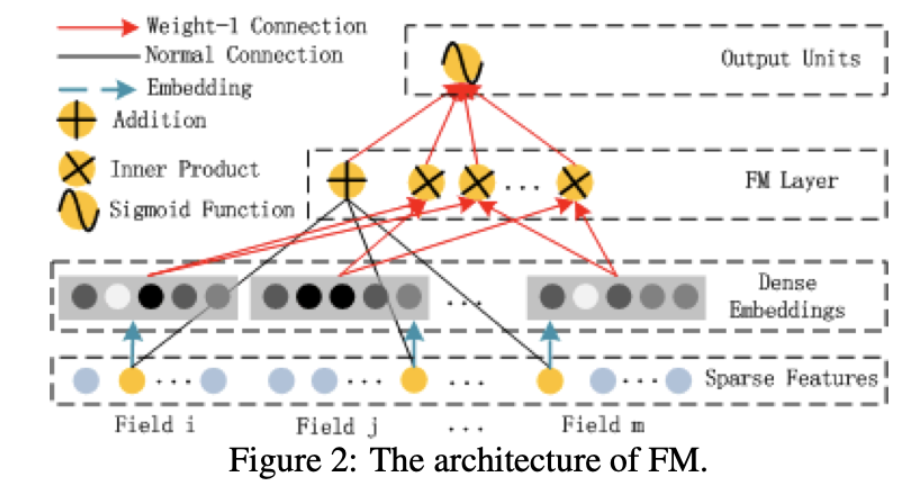 Weight-1 Connection
Normal Connection
Embedding
Addition
Inner Product
Sigmoid Function
Output Units
FM Layer
...
Dense
Embeddings
...
Sparse Features
... ... ... ...
Field i Field j ... Field m
Figure 2: The architecture of FM.